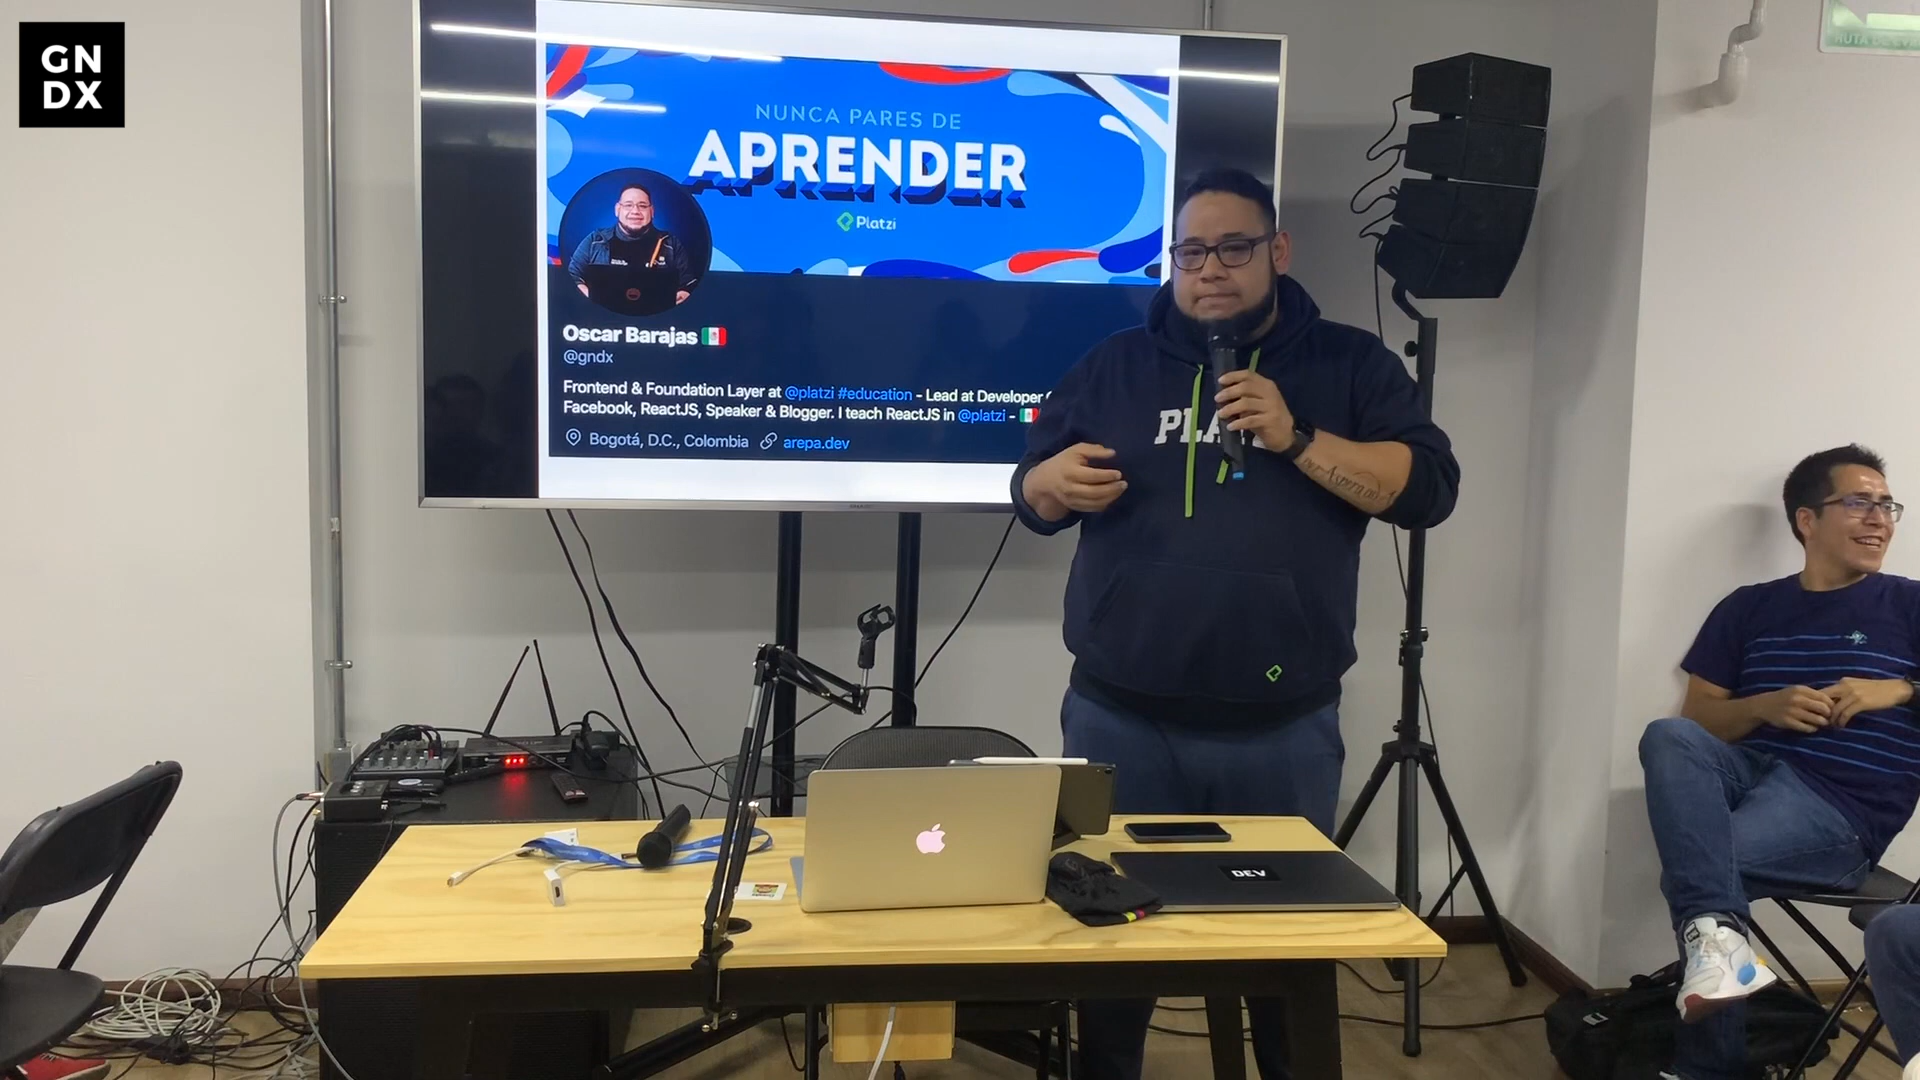 GN
DX
NUNCA PARES DE
APRENDER
Platzi
Oscar Barajas
@gndx
Frontend & Foundation Layer at @platzi #education - Lead at Developer
Facebook, ReactJS, Speaker & Blogger. I teach ReactJS in @platzi -
Bogotá, D.C., Colombia arepa.dev
DEV